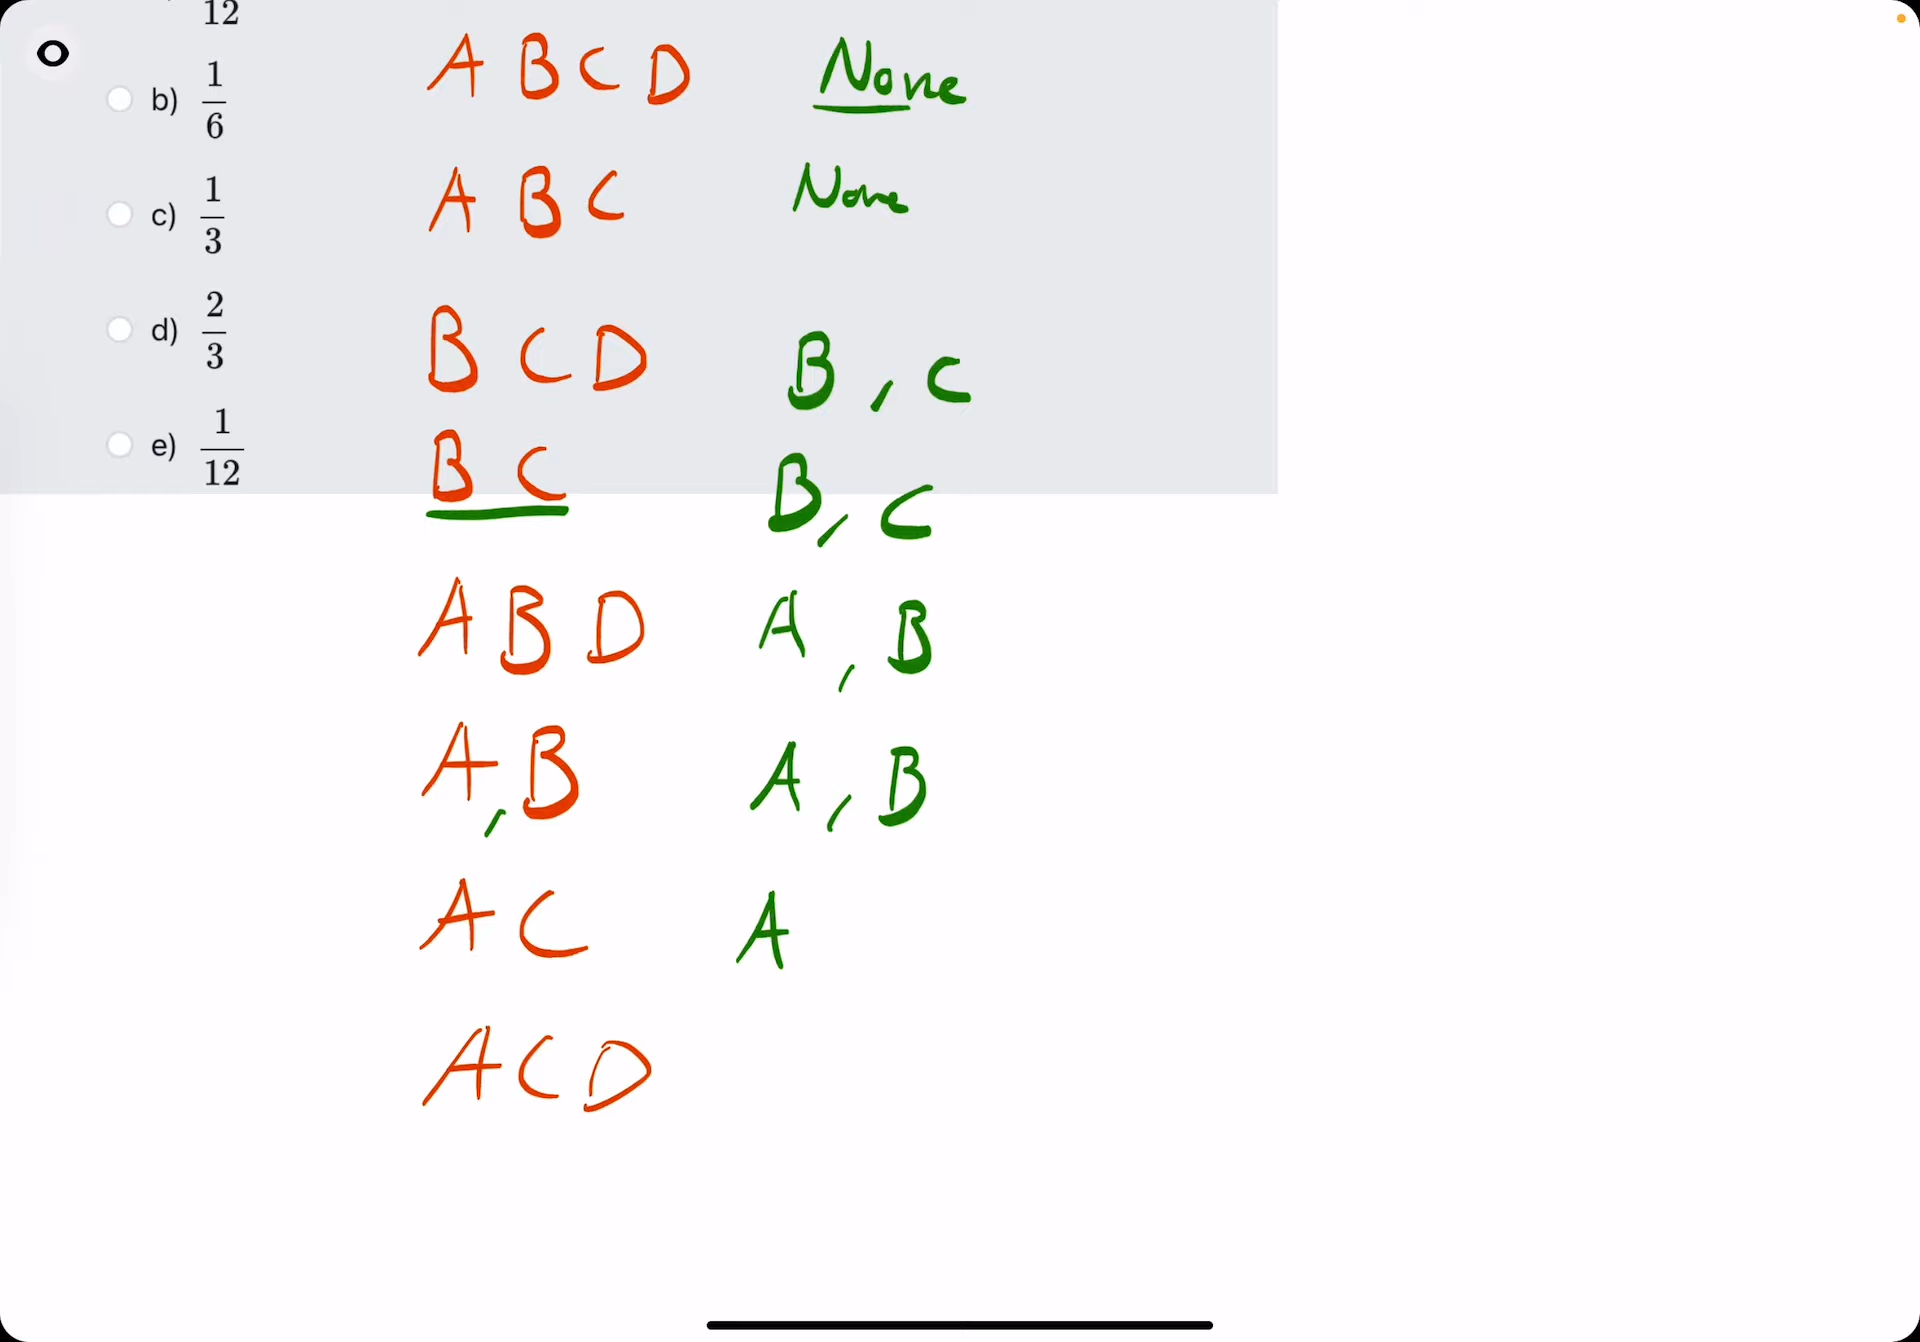 12
b) 1/6
c) 1/3
d) 2/3
e) 1/12
A B C D None
A B C None
B C D B, C
B C B, C
A B D A, B
A, B A, B
A C A
A C D